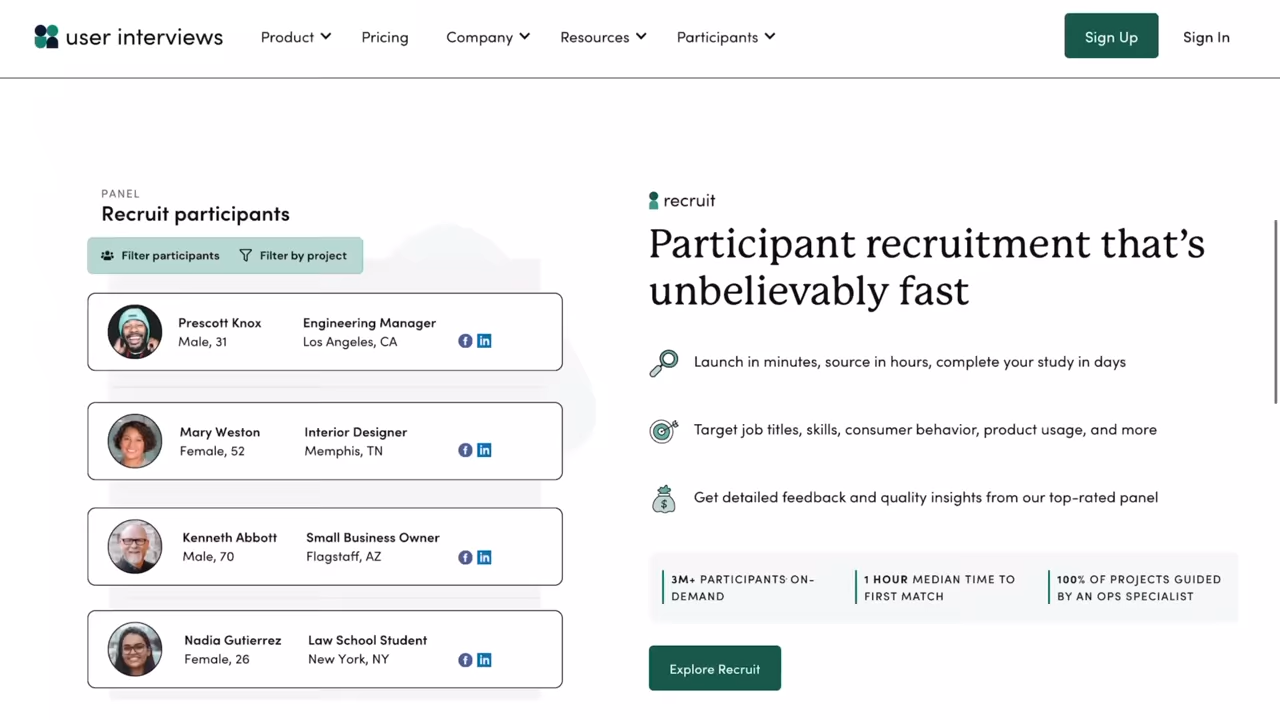 user interviews
Product
Pricing
Company
Resources
Participants
Sign Up
Sign In
PANEL
Recruit participants
Filter participants
Filter by project
Prescott Knox
Male, 31
Engineering Manager
Los Angeles, CA
Mary Weston
Female, 52
Interior Designer
Memphis, TN
Kenneth Abbott
Male, 70
Small Business Owner
Flagstaff, AZ
Nadia Gutierrez
Female, 26
Law School Student
New York, NY
recruit
Participant recruitment that’s
unbelievably fast
Launch in minutes, source in hours, complete your study in days
Target job titles, skills, consumer behavior, product usage, and more
Get detailed feedback and quality insights from our top-rated panel
3M+ PARTICIPANTS ON-
DEMAND
1 HOUR MEDIAN TIME TO
FIRST MATCH
100% OF PROJECTS GUIDED
BY AN OPS SPECIALIST
Explore Recruit